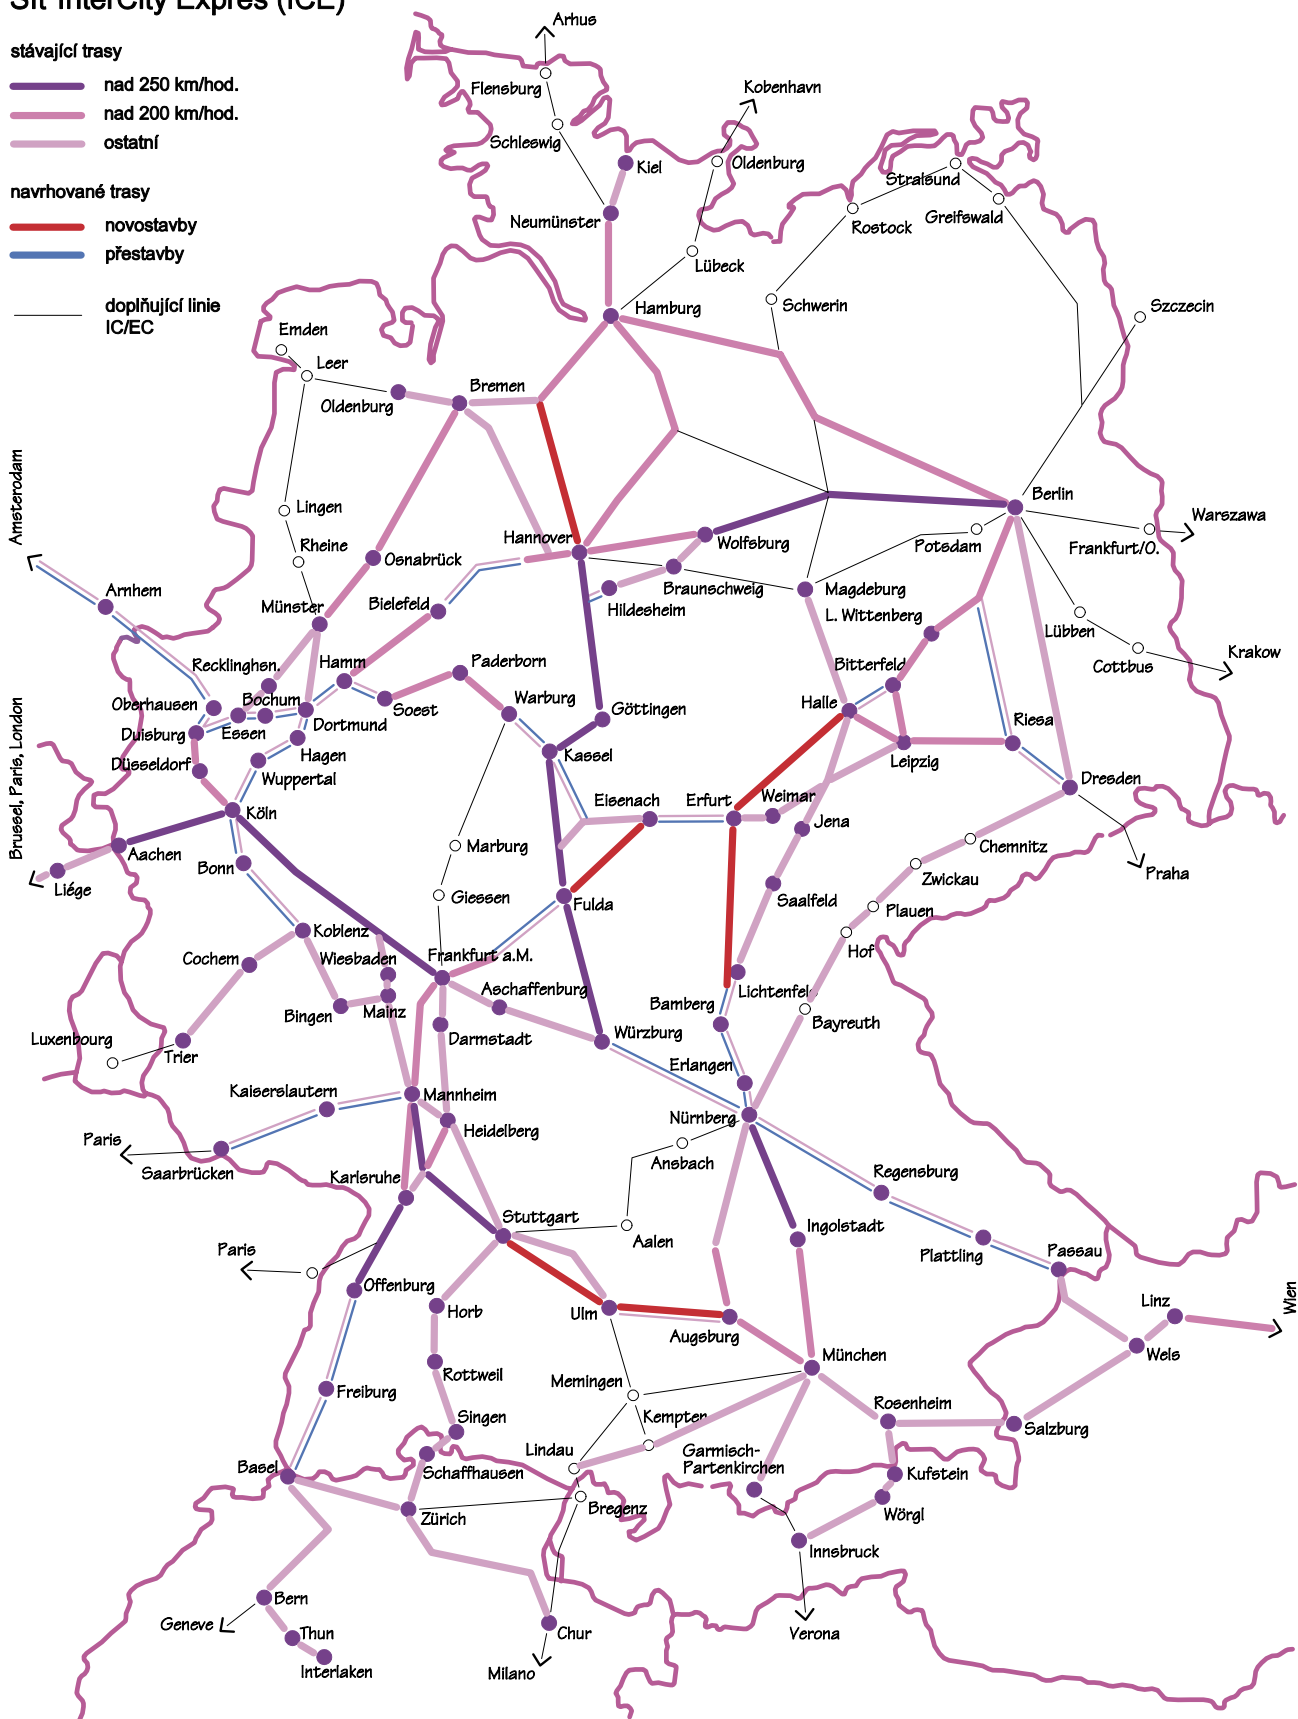 Síť InterCity Expres (ICE)
stávající trasy
nad 250 km/hod.
nad 200 km/hod.
ostatní
navrhované trasy
novostavby
přestavby
doplňující linie
IC/EC
Arhus
Flensburg
Kobenhavn
Schleswig
Kiel
Oldenburg
Stralsund
Neumünster
Rostock
Greifswald
Lübeck
Hamburg
Schwerin
Szczecin
Emden
Leer
Bremen
Oldenburg
Amsterodam
Lingen
Berlin
Hannover
Wolfsburg
Warszawa
Rheine
Potsdam
Frankfurt/O.
Osnabrück
Arnhem
Braunschweig
Magdeburg
Münster
Bielefeld
Hildesheim
L. Wittenberg
Lübben
Krakow
Recklinghsn.
Hamm
Paderborn
Bitterfeld
Cottbus
Oberhausen
Bochum
Soest
Warburg
Göttingen
Halle
Riesa
Duisburg
Essen
Dortmund
Hagen
Kassel
Leipzig
Düsseldorf
Wuppertal
Dresden
Brussel, Paris, London
Köln
Eisenach
Erfurt
Weimar
Jena
Aachen
Marburg
Chemnitz
Bonn
Liége
Zwickau
Praha
Giessen
Fulda
Saalfeld
Plauen
Koblenz
Hof
Cochem
Wiesbaden
Frankfurt a.M.
Aschaffenburg
Lichtenfels
Bingen
Mainz
Bamberg
Bayreuth
Luxenbourg
Trier
Darmstadt
Würzburg
Erlangen
Kaiserslautern
Mannheim
Nürnberg
Paris
Heidelberg
Saarbrücken
Ansbach
Regensburg
Karlsruhe
Stuttgart
Aalen
Ingolstadt
Plattling
Passau
Paris
Offenburg
Horb
Ulm
Augsburg
Linz
Wien
Wels
München
Rottweil
Freiburg
Memingen
Rosenheim
Singen
Kempten
Salzburg
Lindau
Garmisch-
Partenkirchen
Basel
Schaffhausen
Kufstein
Zürich
Bregenz
Wörgl
Innsbruck
Bern
Geneve
Thun
Chur
Verona
Interlaken
Milano